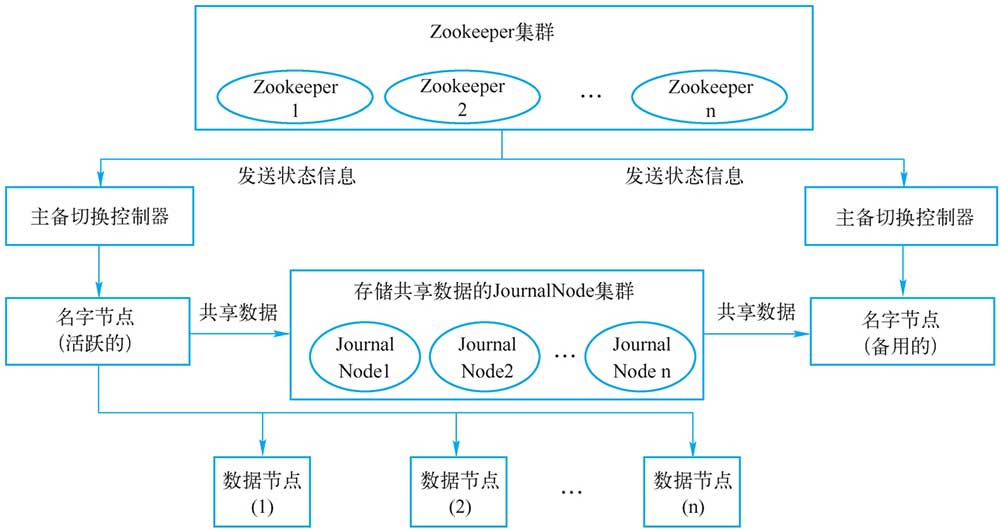 Zookeeper集群
Zookeeper
1
Zookeeper
2
…
Zookeeper
n
发送状态信息
发送状态信息
主备切换控制器
主备切换控制器
名字节点
(活跃的)
共享数据
存储共享数据的JournalNode集群
Journal
Node1
Journal
Node2
…
Journal
Node n
共享数据
名字节点
(备用的)
数据节点
(1)
数据节点
(2)
…
数据节点
(n)